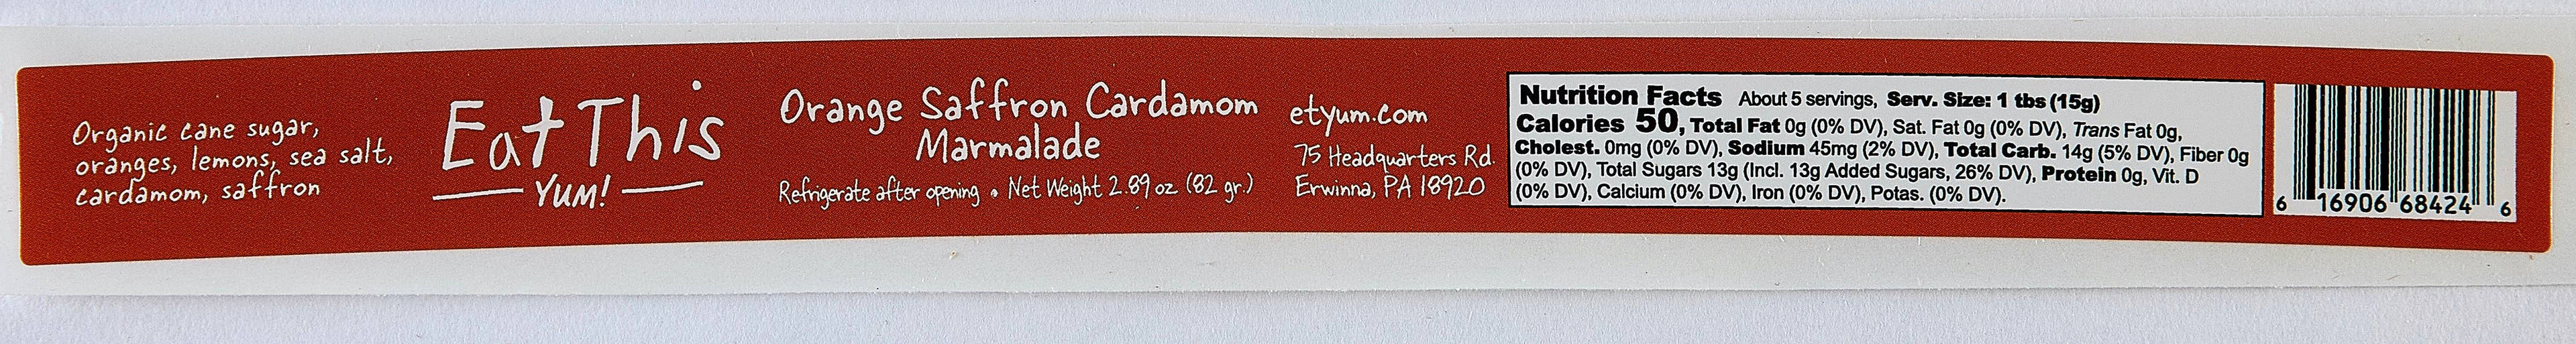 Organic cane sugar,
oranges, lemons, sea salt,
cardamom, saffron
Eat This
YUM!
Orange Saffron Cardamom
Marmalade
Refrigerate after opening • Net Weight 2.89 oz (82 gr.)
etyum.com
75 Headquarters Rd.
Erwinna, PA 18920
Nutrition Facts About 5 servings, Serv. Size: 1 tbs (15g)
Calories 50, Total Fat 0g (0% DV), Sat. Fat 0g (0% DV), Trans Fat 0g,
Cholest. 0mg (0% DV), Sodium 45mg (2% DV), Total Carb. 14g (5% DV), Fiber 0g
(0% DV), Total Sugars 13g (Incl. 13g Added Sugars, 26% DV), Protein 0g, Vit. D
(0% DV), Calcium (0% DV), Iron (0% DV), Potas. (0% DV).
6 16906 68424 6